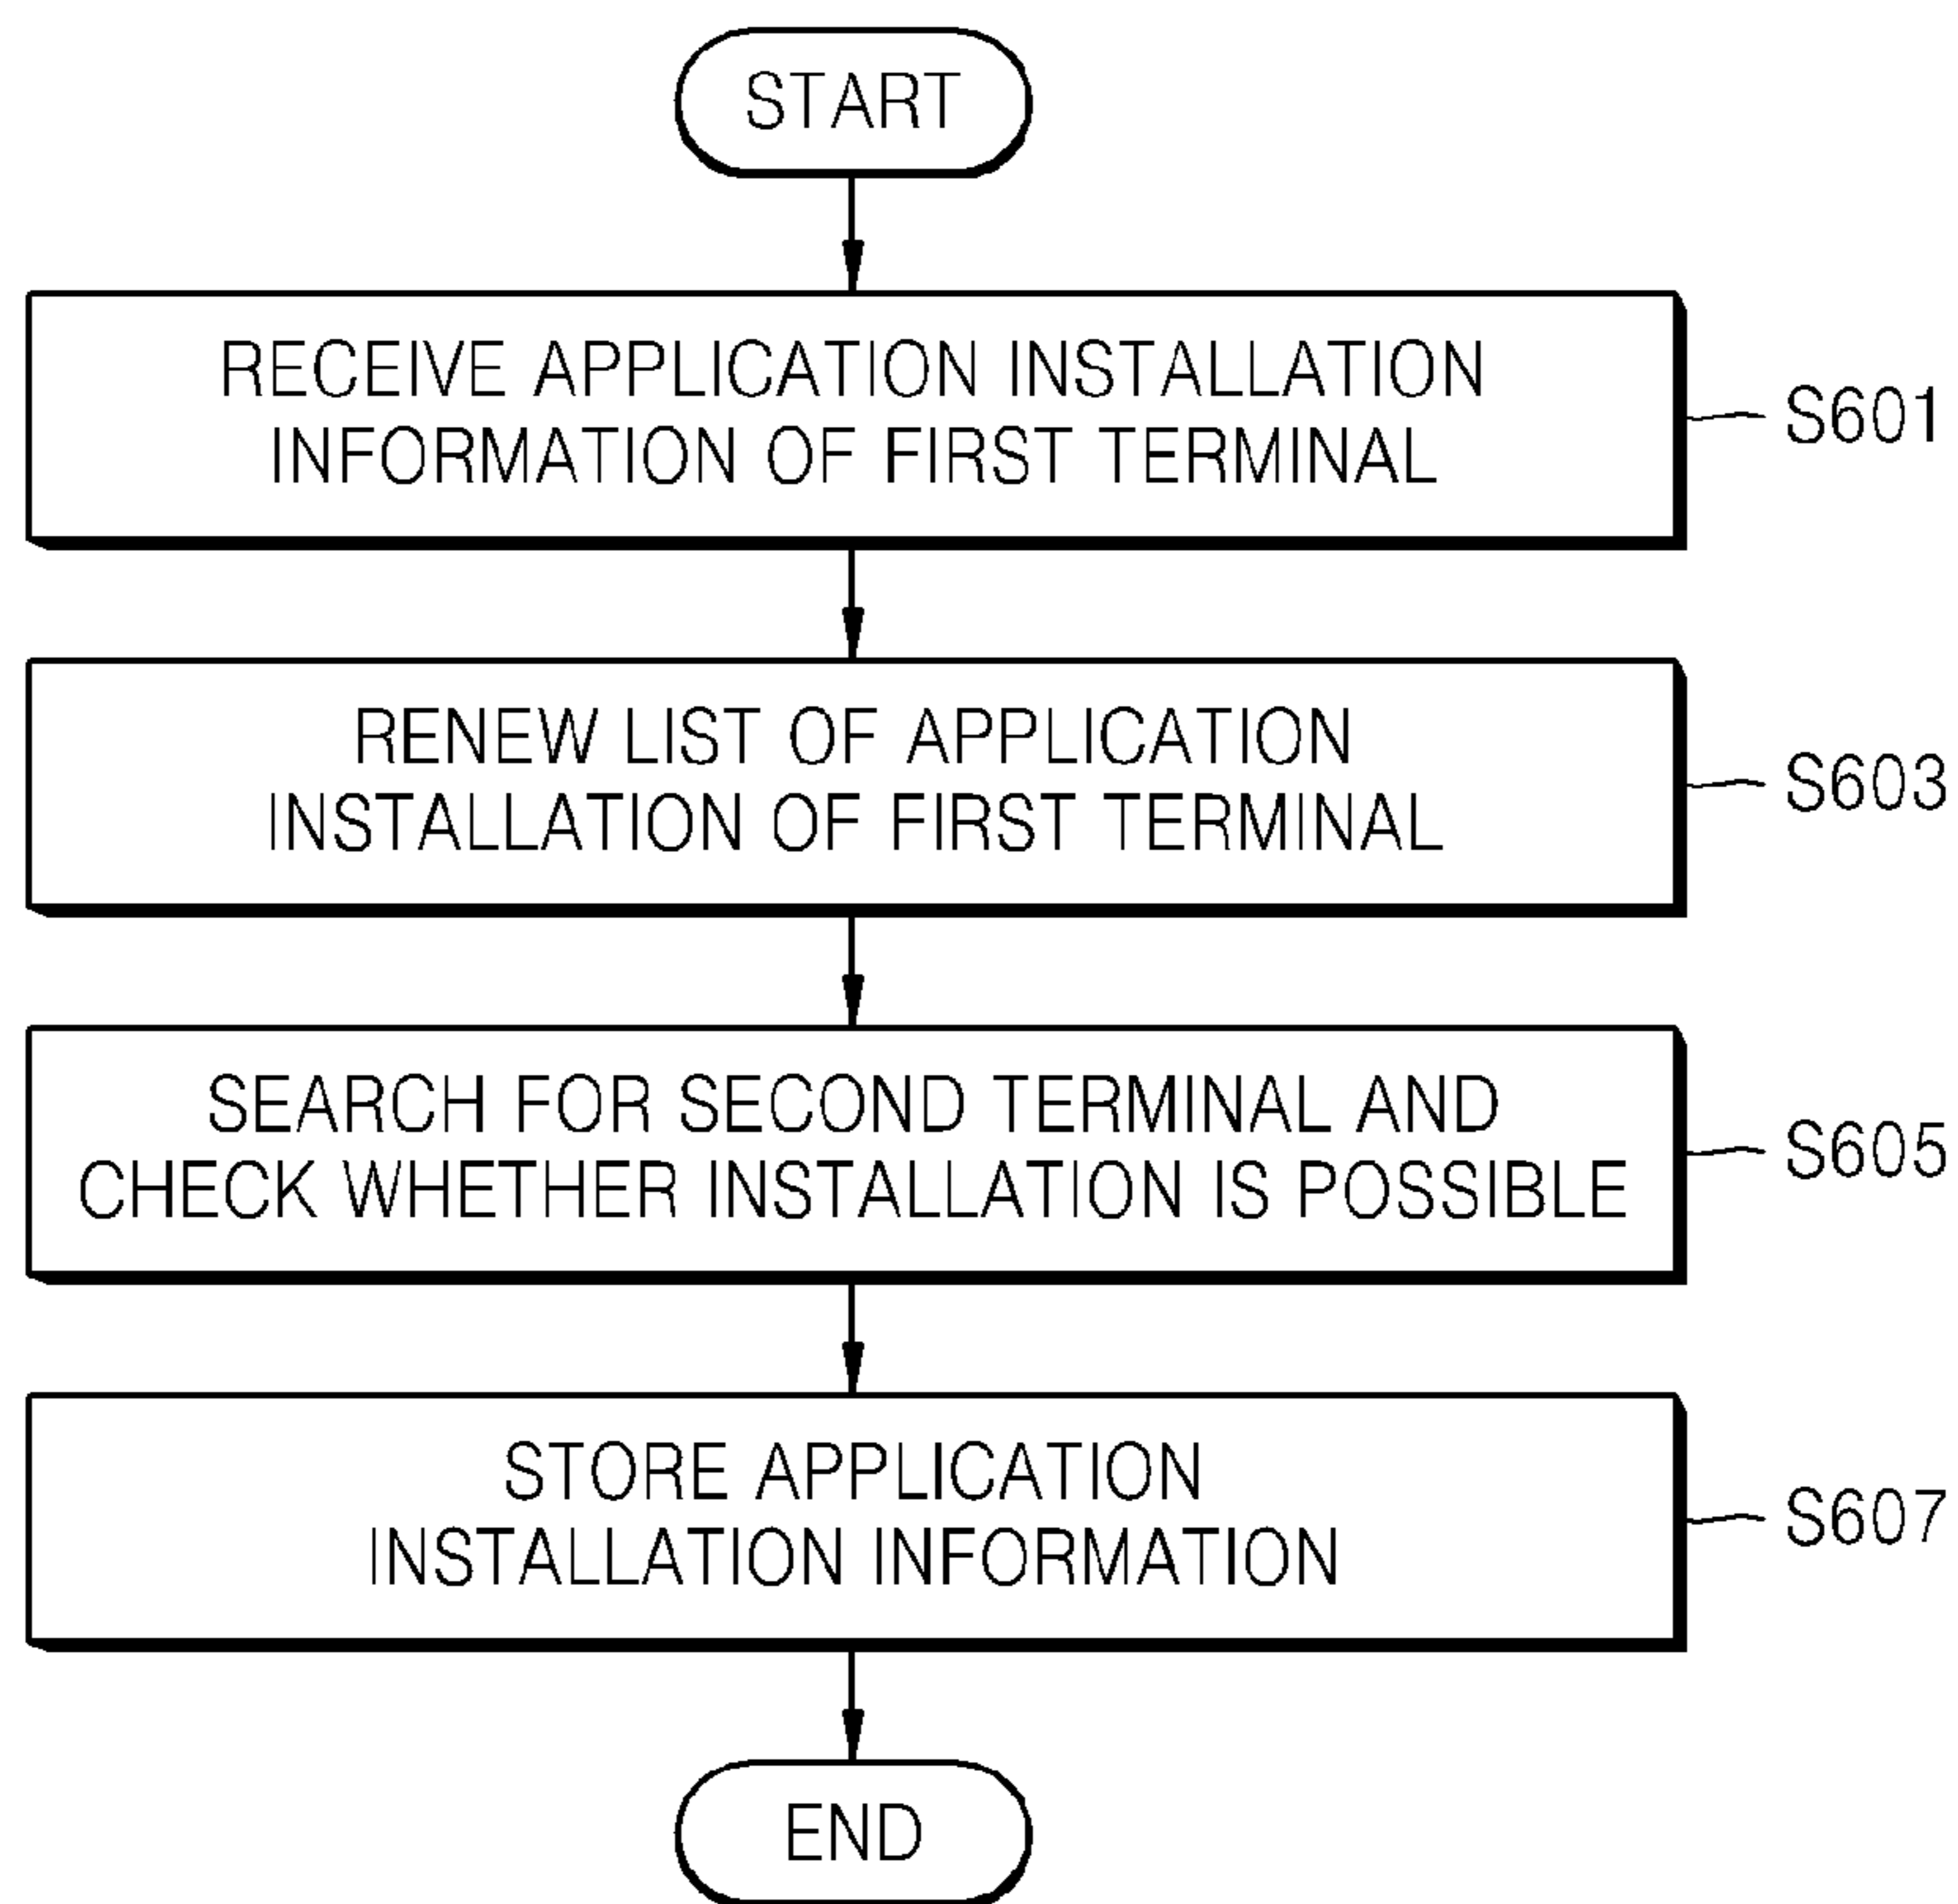 START
RECEIVE APPLICATION INSTALLATION
INFORMATION OF FIRST TERMINAL
S601
RENEW LIST OF APPLICATION
INSTALLATION OF FIRST TERMINAL
S603
SEARCH FOR SECOND TERMINAL AND
CHECK WHETHER INSTALLATION IS POSSIBLE
S605
STORE APPLICATION
INSTALLATION INFORMATION
S607
END